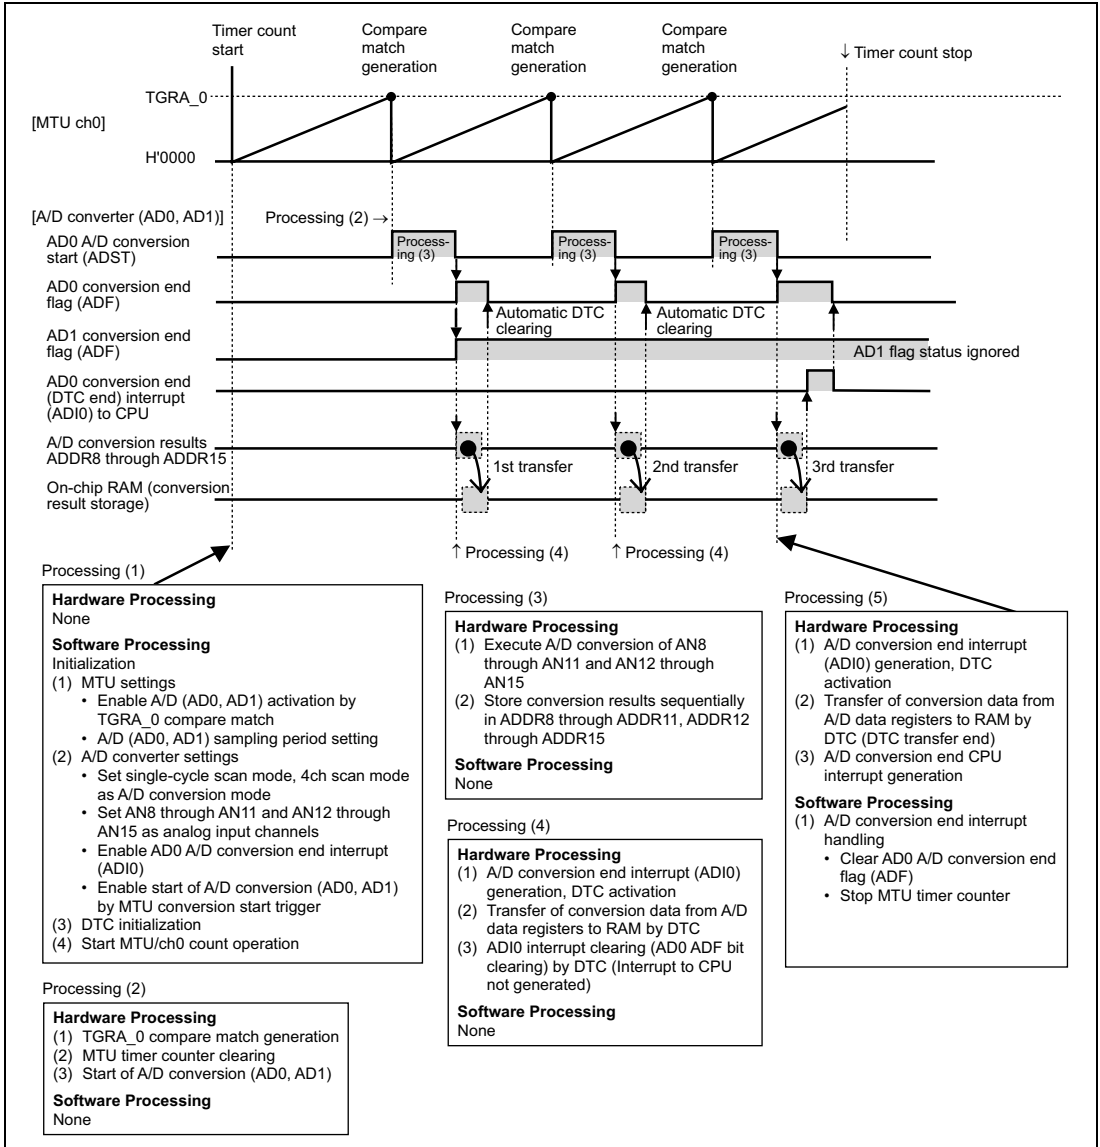 Timer count
start
Compare
match
generation
Compare
match
generation
Compare
match
generation
↓ Timer count stop
TGRA_0
[MTU ch0]
H'0000
[A/D converter (AD0, AD1)]
Processing (2) →
AD0 A/D conversion
start (ADST)
Process-
ing (3)
Process-
ing (3)
Process-
ing (3)
AD0 conversion end
flag (ADF)
Automatic DTC
clearing
Automatic DTC
clearing
AD1 conversion end
flag (ADF)
AD1 flag status ignored
AD0 conversion end
(DTC end) interrupt
(ADI0) to CPU
A/D conversion results
ADDR8 through ADDR15
1st transfer
2nd transfer
3rd transfer
On-chip RAM (conversion
result storage)
↑ Processing (4)
↑ Processing (4)
Processing (1)
Hardware Processing
None
Software Processing
Initialization
(1) MTU settings
• Enable A/D (AD0, AD1) activation by
TGRA_0 compare match
• A/D (AD0, AD1) sampling period setting
(2) A/D converter settings
• Set single-cycle scan mode, 4ch scan mode
as A/D conversion mode
• Set AN8 through AN11 and AN12 through
AN15 as analog input channels
• Enable AD0 A/D conversion end interrupt
(ADI0)
• Enable start of A/D conversion (AD0, AD1)
by MTU conversion start trigger
(3) DTC initialization
(4) Start MTU/ch0 count operation
Processing (2)
Hardware Processing
(1) TGRA_0 compare match generation
(2) MTU timer counter clearing
(3) Start of A/D conversion (AD0, AD1)
Software Processing
None
Processing (3)
Hardware Processing
(1) Execute A/D conversion of AN8
through AN11 and AN12 through
AN15
(2) Store conversion results sequentially
in ADDR8 through ADDR11, ADDR12
through ADDR15
Software Processing
None
Processing (4)
Hardware Processing
(1) A/D conversion end interrupt (ADI0)
generation, DTC activation
(2) Transfer of conversion data from A/D
data registers to RAM by DTC
(3) ADI0 interrupt clearing (AD0 ADF bit
clearing) by DTC (Interrupt to CPU
not generated)
Software Processing
None
Processing (5)
Hardware Processing
(1) A/D conversion end interrupt
(ADI0) generation, DTC
activation
(2) Transfer of conversion data from
A/D data registers to RAM by
DTC (DTC transfer end)
(3) A/D conversion end CPU
interrupt generation
Software Processing
(1) A/D conversion end interrupt
handling
• Clear AD0 A/D conversion end
flag (ADF)
• Stop MTU timer counter